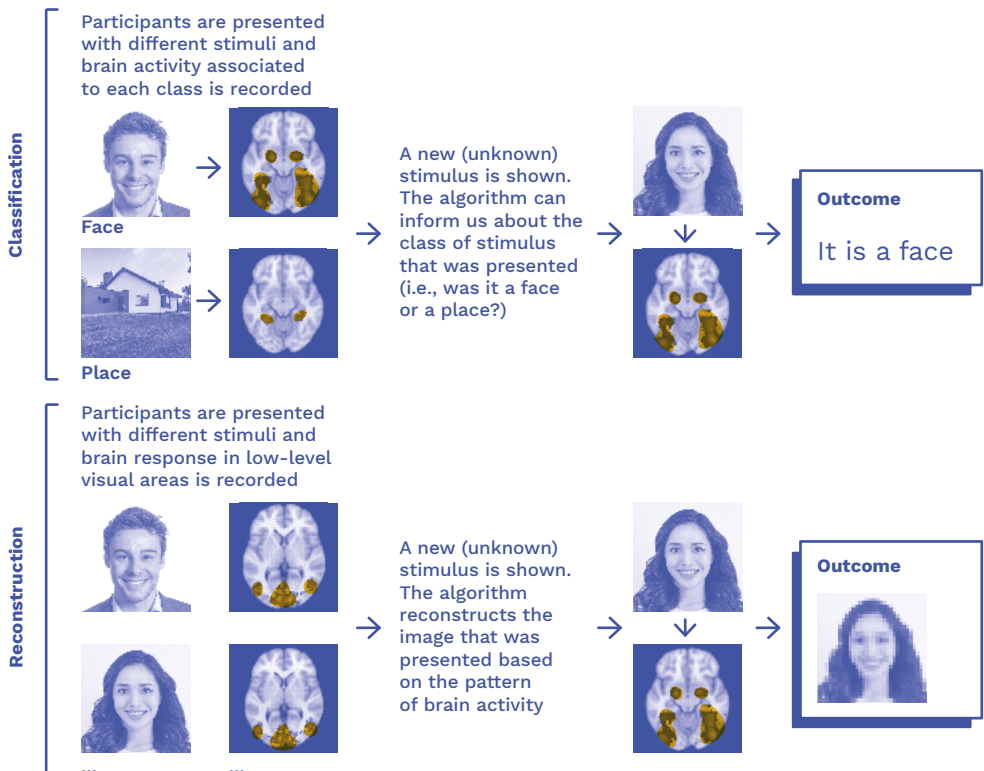 Classification
Participants are presented
with different stimuli and
brain activity associated
to each class is recorded
Face
Place
A new (unknown)
stimulus is shown.
The algorithm can
inform us about the
class of stimulus
that was presented
(i.e., was it a face
or a place?)
Outcome
It is a face
Reconstruction
Participants are presented
with different stimuli and
brain response in low-level
visual areas is recorded
A new (unknown)
stimulus is shown.
The algorithm
reconstructs the
image that was
presented based
on the pattern
of brain activity
Outcome